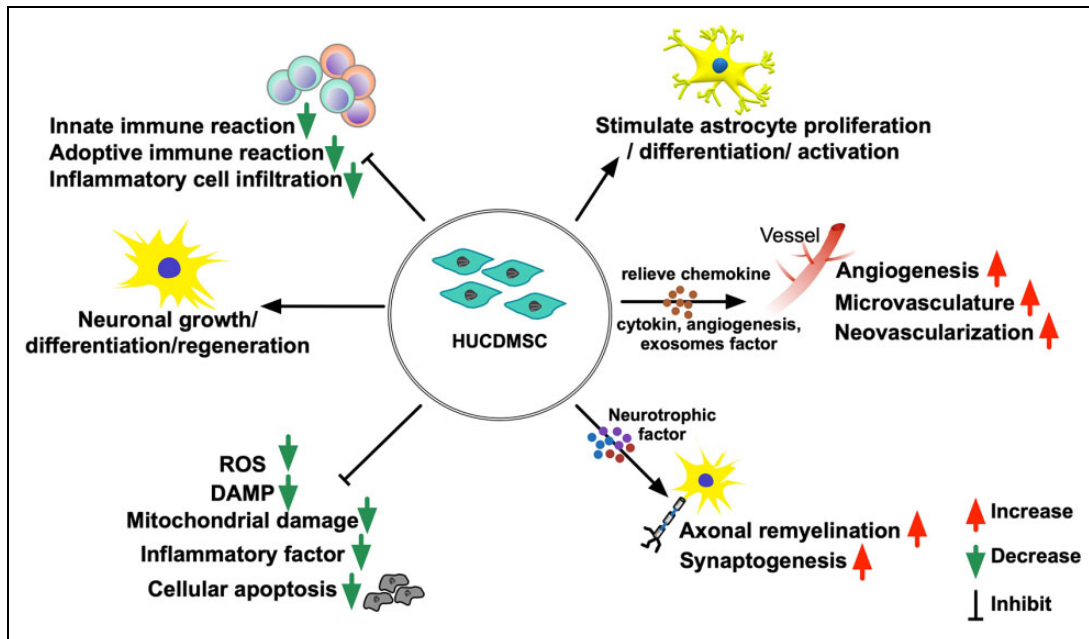 Innate immune reaction
Adoptive immune reaction
Inflammatory cell infiltration
Stimulate astrocyte proliferation
/ differentiation/ activation
Neuronal growth/
differentiation/regeneration
HUCDMSC
relieve chemokine
cytokin, angiogenesis,
exosomes factor
Vessel
Angiogenesis
Microvasculature
Neovascularization
ROS
DAMP
Mitochondrial damage
Inflammatory factor
Cellular apoptosis
Neurotrophic
factor
Axonal remyelination
Synaptogenesis
Increase
Decrease
Inhibit